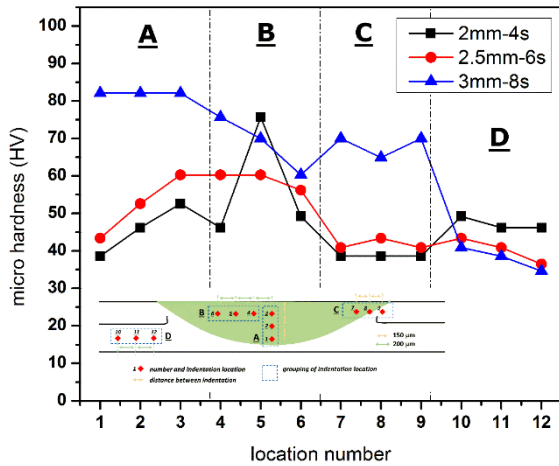 A
B
C
D
2mm-4s
2.5mm-6s
3mm-8s
micro hardness (HV)
100
90
80
70
60
50
40
30
20
10
0
B
6
5
4
3
2
1
A
C
7
8
9
10
11
12
D
150 µm
200 µm
1 number and indentation location
grouping of indentation location
distance between indentation
1 2 3 4 5 6 7 8 9 10 11 12
location number